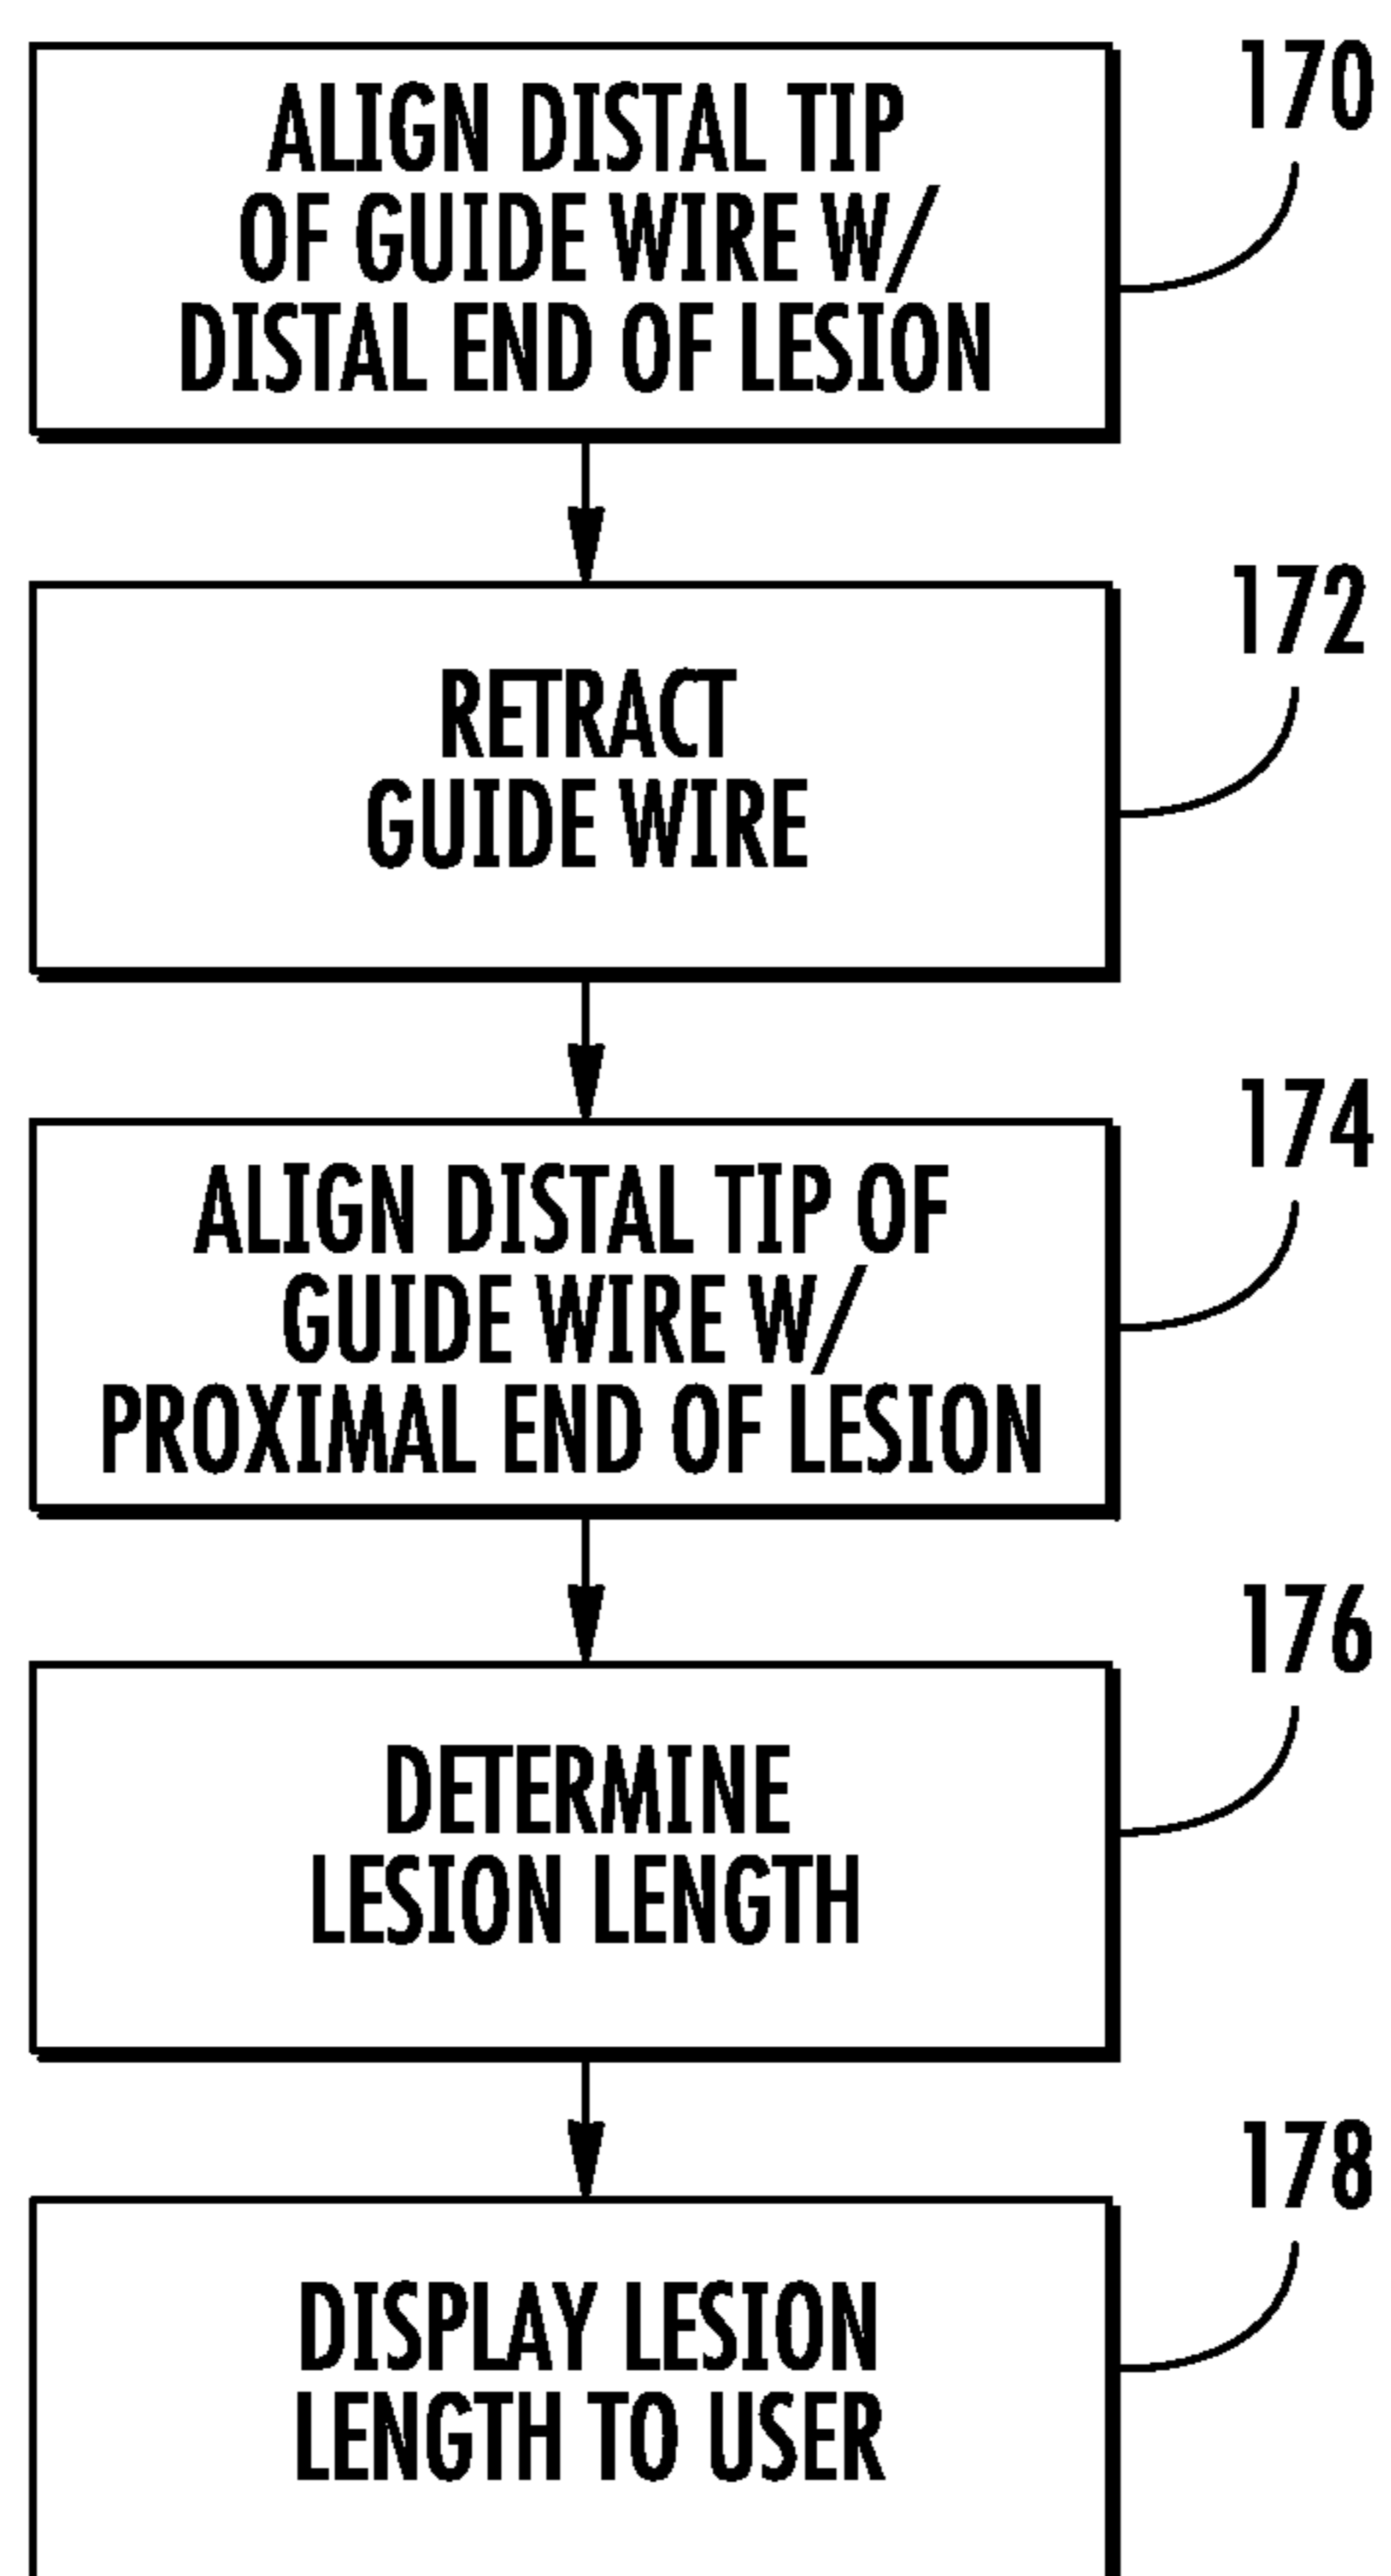 ALIGN DISTAL TIP
OF GUIDE WIRE W/
DISTAL END OF LESION
170
RETRACT
GUIDE WIRE
172
ALIGN DISTAL TIP OF
GUIDE WIRE W/
PROXIMAL END OF LESION
174
DETERMINE
LESION LENGTH
176
DISPLAY LESION
LENGTH TO USER
178